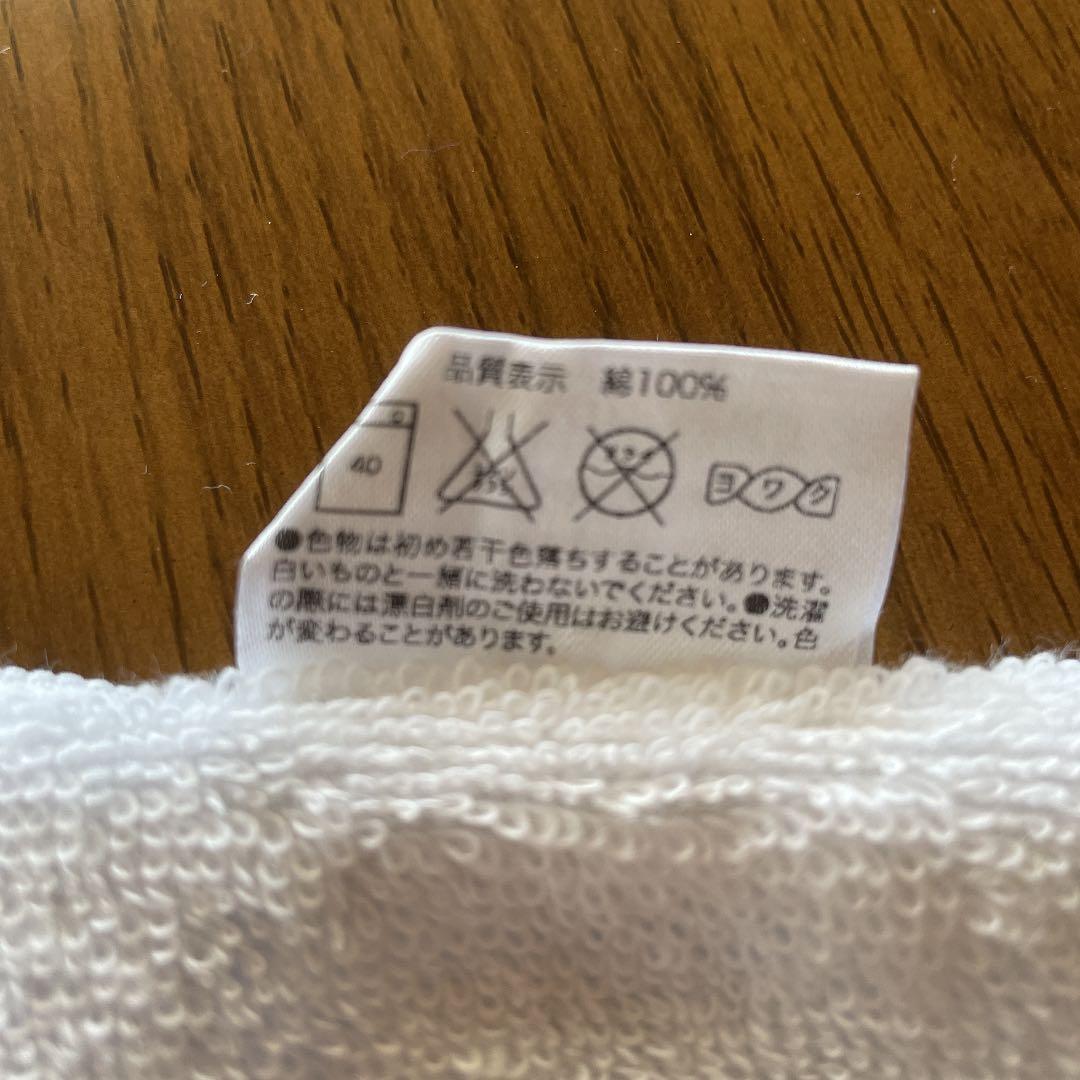 品質表示　綿100%
40
エンソ サラシ
ドライ
ヨワク
●色物は初め若干色落ちすることがあります。
白いものと一緒に洗わないでください。●洗濯
の際には漂白剤のご使用はお避けください。色
が変わることがあります。